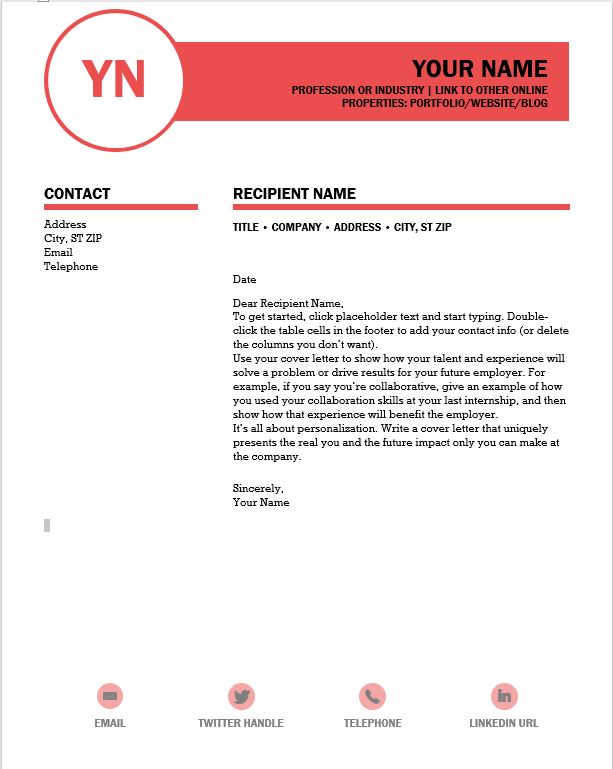 YN
YOUR NAME
PROFESSION OR INDUSTRY | LINK TO OTHER ONLINE
PROPERTIES: PORTFOLIO/WEBSITE/BLOG
CONTACT
Address
City, ST ZIP
Email
Telephone
RECIPIENT NAME
TITLE • COMPANY • ADDRESS • CITY, ST ZIP
Date
Dear Recipient Name,
To get started, click placeholder text and start typing. Double-
click the table cells in the footer to add your contact info (or delete
the columns you don't want).
Use your cover letter to show how your talent and experience will
solve a problem or drive results for your future employer. For
example, if you say you're collaborative, give an example of how
you used your collaboration skills at your last internship, and then
show how that experience will benefit the employer.
It's all about personalization. Write a cover letter that uniquely
presents the real you and the future impact only you can make at
the company.
Sincerely,
Your Name
EMAIL
TWITTER HANDLE
TELEPHONE
LINKEDIN URL